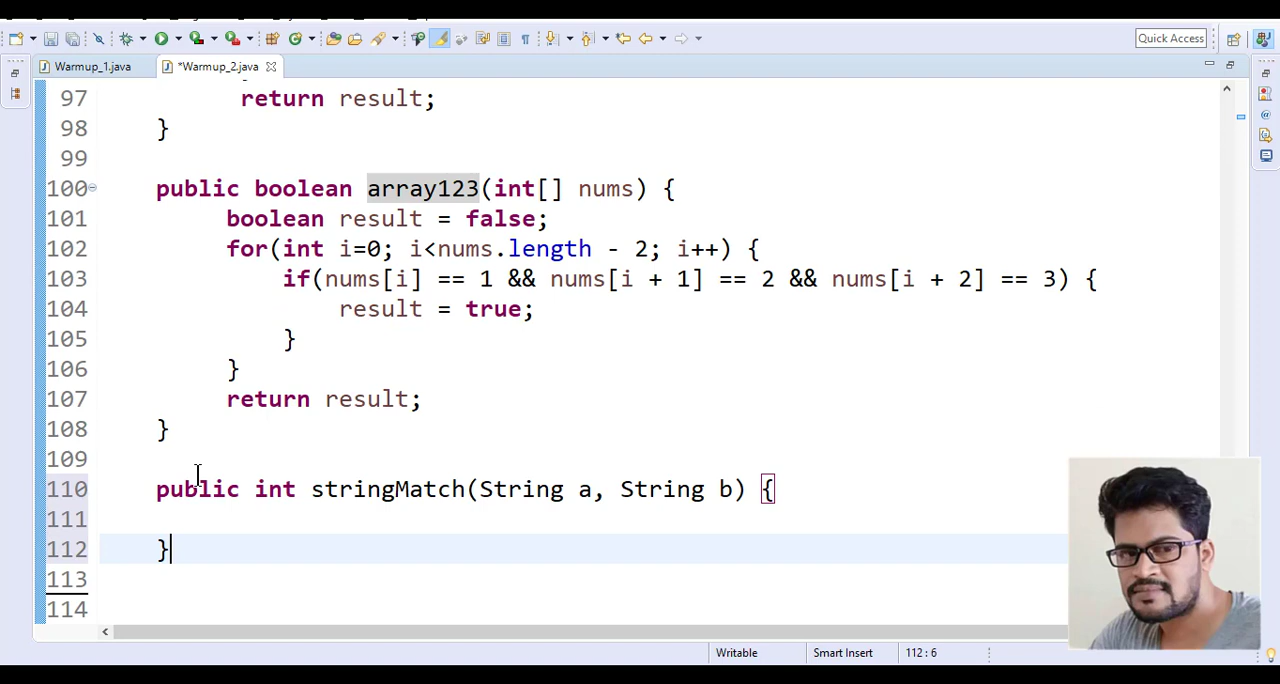 Quick Access
Warmup_1.java
*Warmup_2.java
97 return result;
98 }
99
100 public boolean array123(int[] nums) {
101 boolean result = false;
102 for(int i=0; i<nums.length - 2; i++) {
103 if(nums[i] == 1 && nums[i + 1] == 2 && nums[i + 2] == 3) {
104 result = true;
105 }
106 }
107 return result;
108 }
109
110 public int stringMatch(String a, String b) {
111
112 }
113
114
Writable Smart Insert 112 : 6